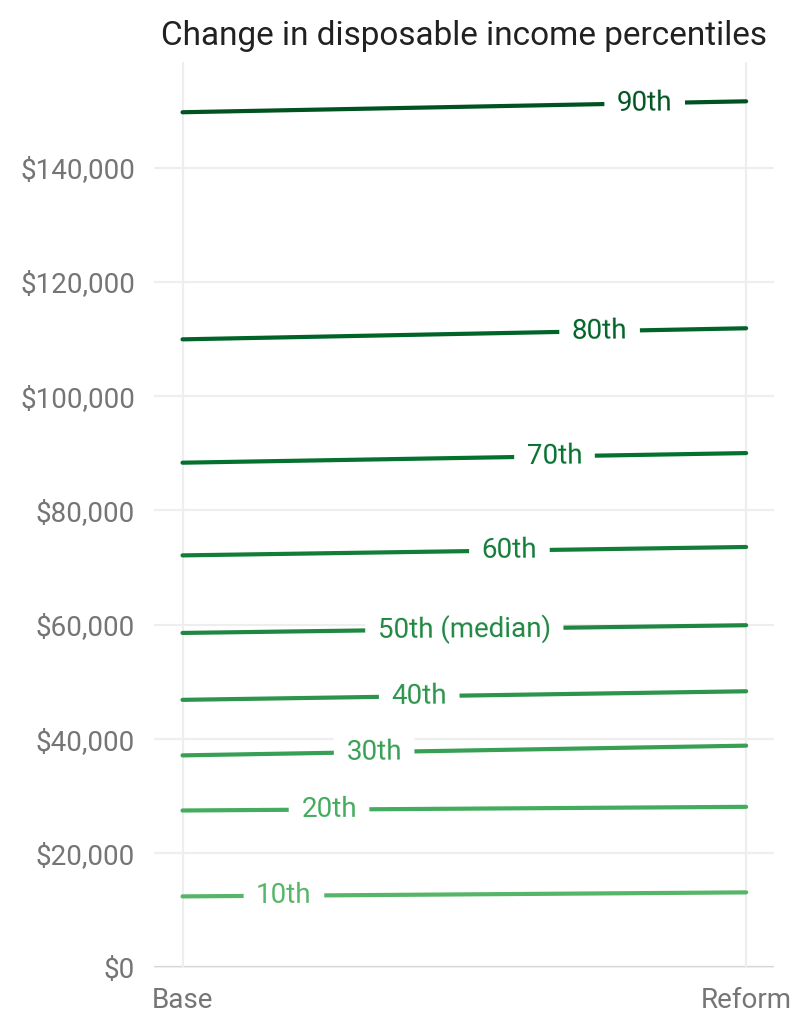 Change in disposable income percentiles
90th
$140,000
$120,000
80th
$100,000
70th
$80,000
60th
$60,000
50th (median)
40th
$40,000
30th
20th
$20,000
10th
$0
Base
Reform